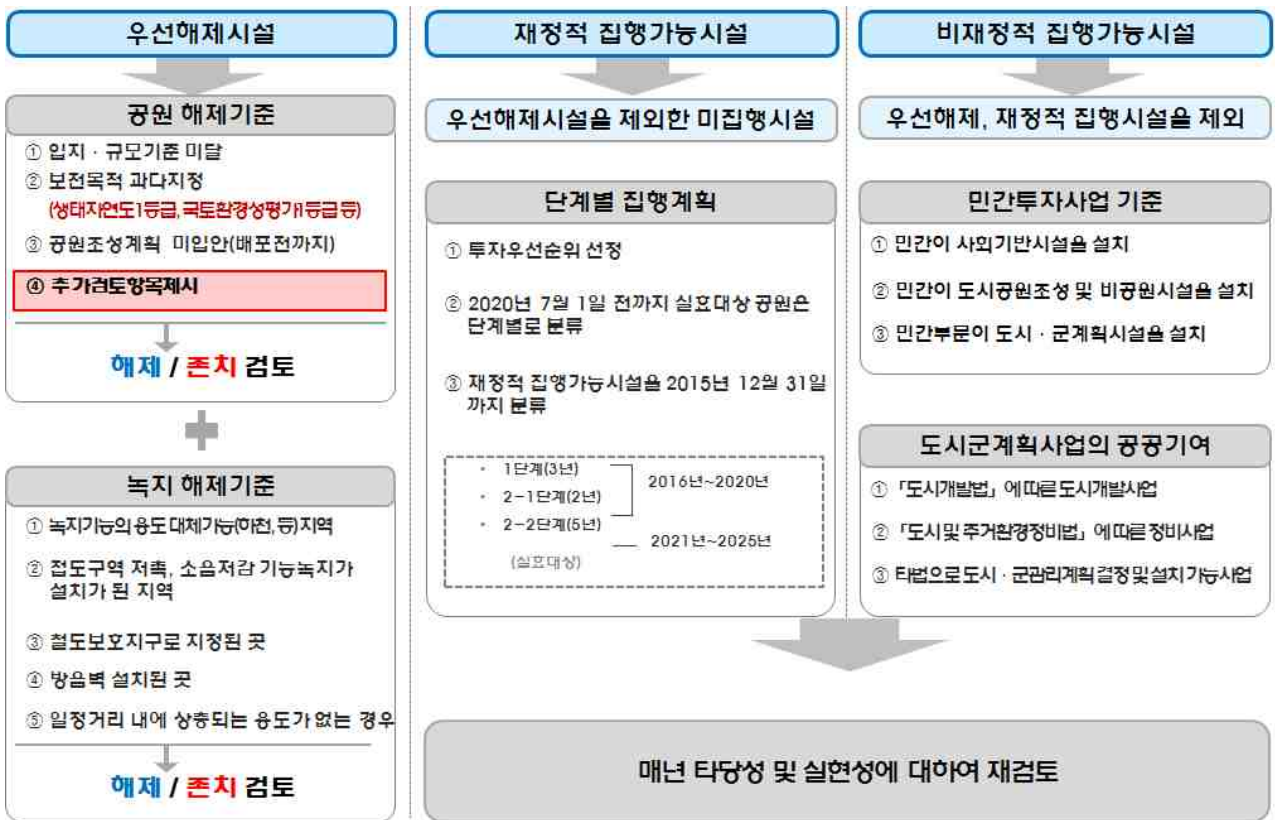 우선해제시설
공원 해제기준
① 입지 · 규모기준 미달
② 보전목적 과다지정
(생태자연도1등급, 국토환경성평가1등급 등)
③ 공원조성계획 미입안(배포전까지)
④ 추가검토항목제시
해제 / 존치 검토
녹지 해제기준
① 녹지기능의 용도 대체가능(하천, 등)지역
② 접도구역 저촉, 소음저감 기능녹지가
설치가 된 지역
③ 철도보호지구로 지정된 곳
④ 방음벽 설치된 곳
⑤ 일정거리 내에 상충되는 용도가 없는 경우
해제 / 존치 검토
재정적 집행가능시설
우선해제시설을 제외한 미집행시설
단계별 집행계획
① 투자우선순위 선정
② 2020년 7월 1일 전까지 실효대상 공원은
단계별로 분류
③ 재정적 집행가능시설을 2015년 12월 31일
까지 분류
· 1단계(3년)
· 2-1단계(2년)
2016년~2020년
· 2-2단계(5년)
2021년~2025년
(실효대상)
비재정적 집행가능시설
우선해제, 재정적 집행시설을 제외
민간투자사업 기준
① 민간이 사회기반시설을 설치
② 민간이 도시공원조성 및 비공원시설을 설치
③ 민간부문이 도시 · 군계획시설을 설치
도시군계획사업의 공공기여
① 「도시개발법」에 따른 도시개발사업
② 「도시 및 주거환경정비법」에 따른 정비사업
③ 타법으로 도시 · 군관리계획 결정 및 설치 가능사업
매년 타당성 및 실현성에 대하여 재검토